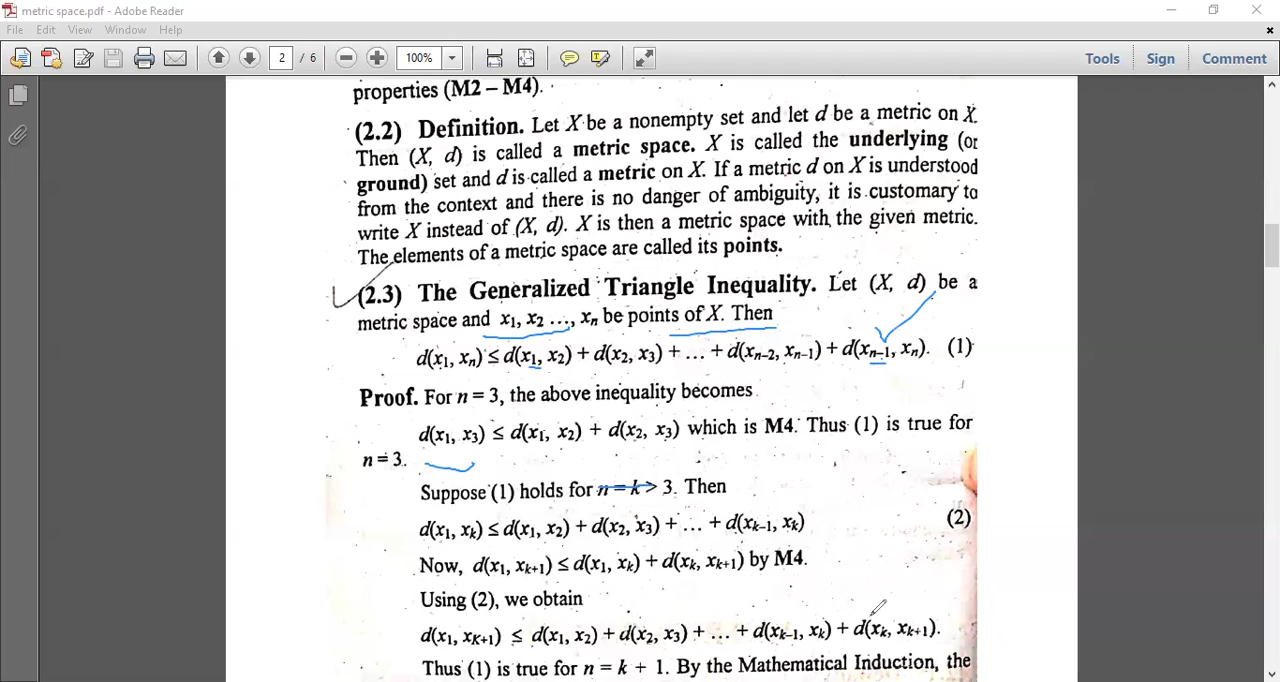 metric space.pdf - Adobe Reader
File Edit View Window Help
2 / 6 100% Tools Sign Comment
properties (M2 – M4).
(2.2) Definition. Let X be a nonempty set and let d be a metric on X.
Then (X, d) is called a metric space. X is called the underlying (or
ground) set and d is called a metric on X. If a metric d on X is understood
from the context and there is no danger of ambiguity, it is customary to
write X instead of (X, d). X is then a metric space with the given metric.
The elements of a metric space are called its points.
(2.3) The Generalized Triangle Inequality. Let (X, d) be a
metric space and x₁, x₂ ..., xₙ be points of X. Then
d(x₁, xₙ) ≤ d(x₁, x₂) + d(x₂, x₃) + ... + d(xₙ₋₂, xₙ₋₁) + d(xₙ₋₁, xₙ). (1)
Proof. For n = 3, the above inequality becomes
d(x₁, x₃) ≤ d(x₁, x₂) + d(x₂, x₃) which is M4. Thus (1) is true for
n = 3.
Suppose (1) holds for n = k > 3. Then
d(x₁, xₖ) ≤ d(x₁, x₂) + d(x₂, x₃) + ... + d(xₖ₋₁, xₖ) (2)
Now, d(x₁, xₖ₊₁) ≤ d(x₁, xₖ) + d(xₖ, xₖ₊₁) by M4.
Using (2), we obtain
d(x₁, x_K+1) ≤ d(x₁, x₂) + d(x₂, x₃) + ... + d(xₖ₋₁, xₖ) + d(xₖ, xₖ₊₁).
Thus (1) is true for n = k + 1. By the Mathematical Induction, the